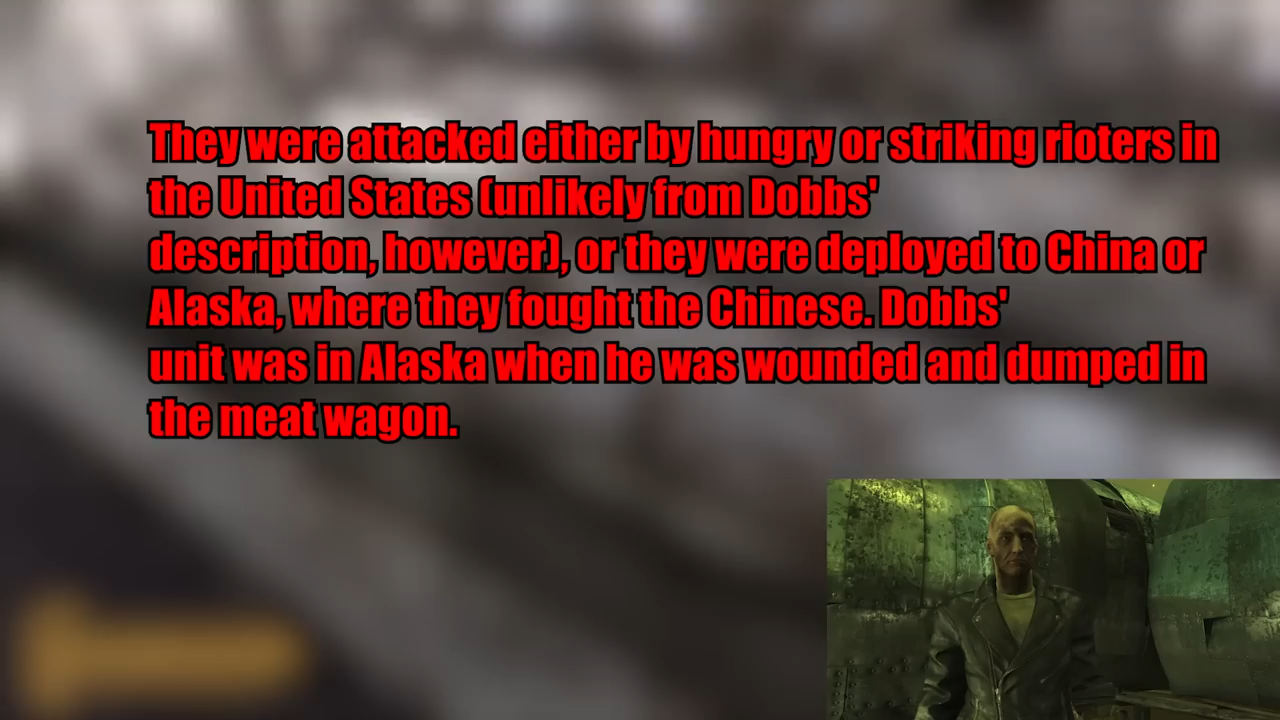 They were attacked either by hungry or striking rioters in
the United States (unlikely from Dobbs'
description, however), or they were deployed to China or
Alaska, where they fought the Chinese. Dobbs'
unit was in Alaska when he was wounded and dumped in
the meat wagon.